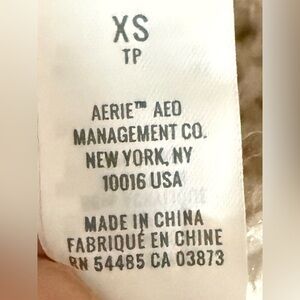 XS
TP
AERIE™ AEO
MANAGEMENT CO.
NEW YORK, NY
10016 USA
MADE IN CHINA
FABRIQUÉ EN CHINE
RN 54485 CA 03873